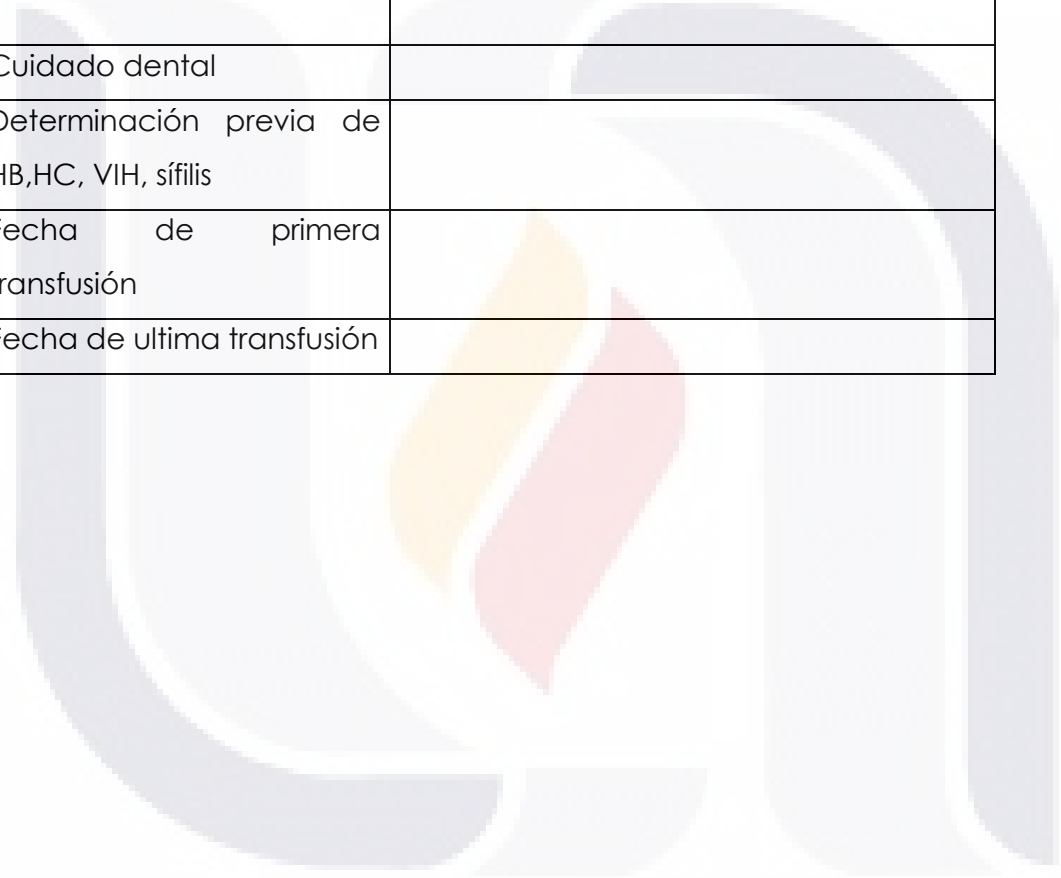 Cuidado dental
Determinación previa de
HB,HC, VIH, sífilis
Fecha de primera
transfusión
Fecha de ultima transfusión